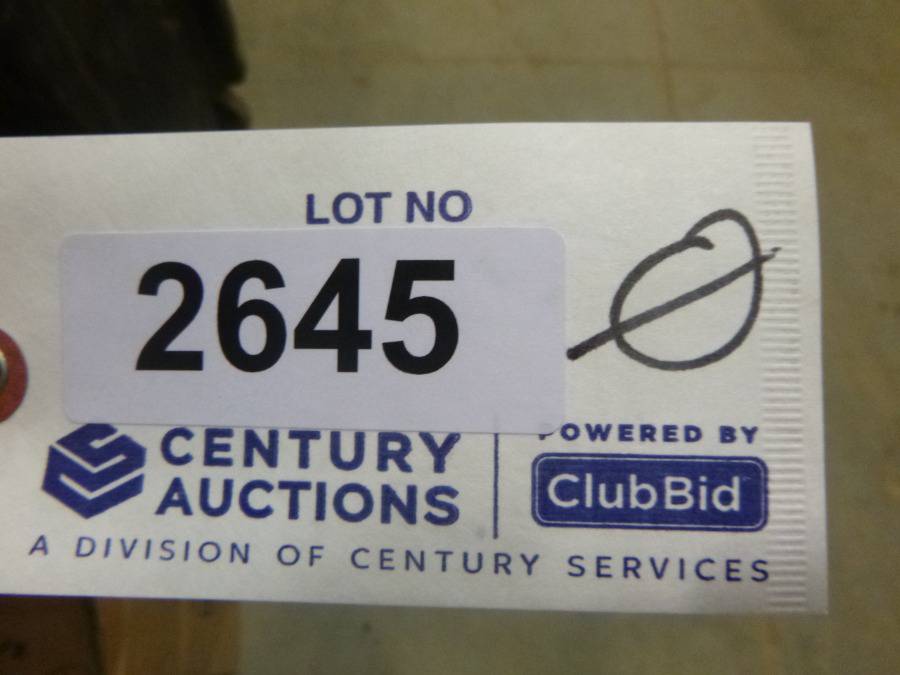 LOT NO
2645
CENTURY
AUCTIONS
POWERED BY
ClubBid
A DIVISION OF CENTURY SERVICES